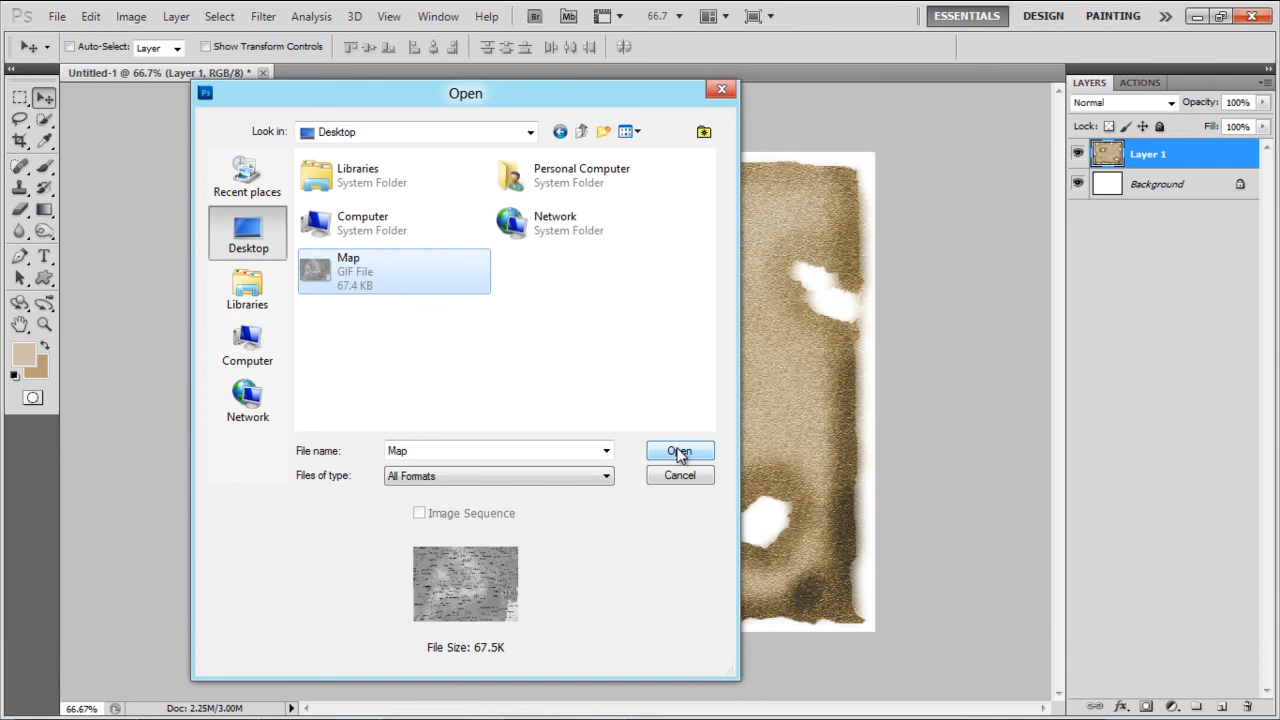 Ps File Edit Image Layer Select Filter Analysis 3D View Window Help Br Mb 66.7 ESSENTIALS DESIGN PAINTING
Auto-Select: Layer Show Transform Controls
Untitled-1 @ 66.7% (Layer 1, RGB/8) *
Ps Open
Look in: Desktop
Recent places
Desktop
Libraries
Computer
Network
Libraries
System Folder
Personal Computer
System Folder
Computer
System Folder
Network
System Folder
Map
GIF File
67.4 KB
File name: Map Open
Files of type: All Formats Cancel
Image Sequence
File Size: 67.5K
LAYERS ACTIONS
Normal Opacity: 100%
Lock: Fill: 100%
Layer 1
Background
66.67% Doc: 2.25M/3.00M